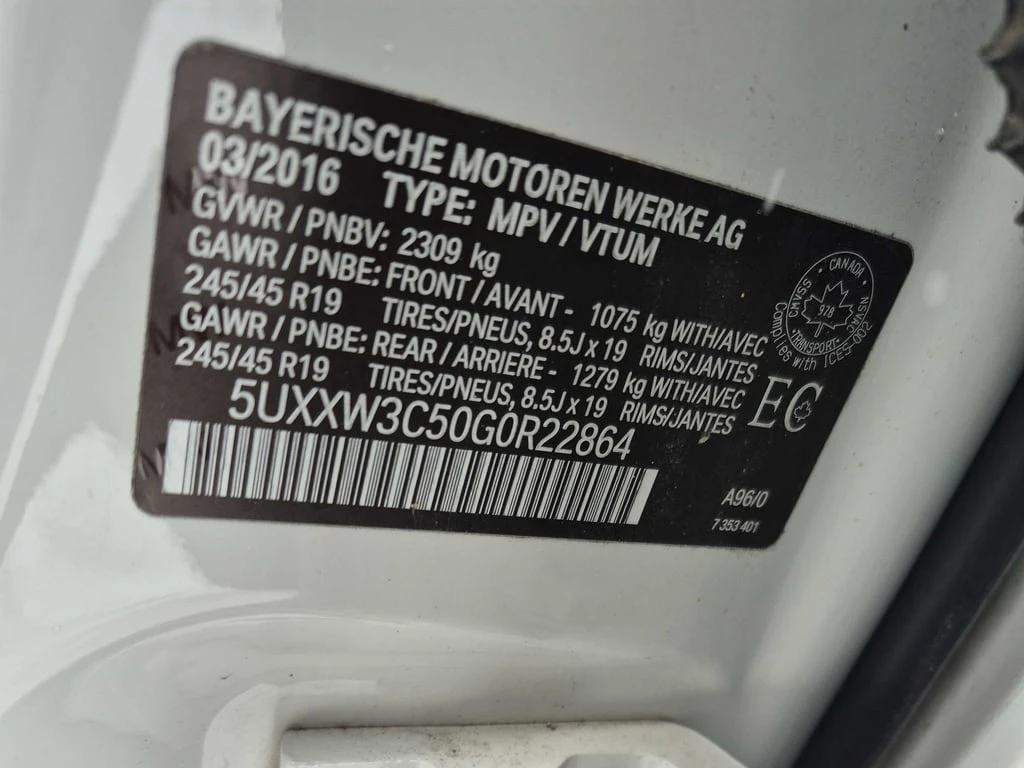 BAYERISCHE MOTOREN WERKE AG
03/2016 TYPE: MPV / VTUM
GVWR / PNBV: 2309 kg
GAWR / PNBE: FRONT / AVANT - 1075 kg WITH/AVEC
245/45 R19 TIRES/PNEUS, 8.5J x 19 RIMS/JANTES
GAWR / PNBE: REAR / ARRIERE - 1279 kg WITH/AVEC
245/45 R19 TIRES/PNEUS, 8.5J x 19 RIMS/JANTES
5UXXW3C50G0R22864
CMVSS · CANADA · NSVAC
978
· TRANSPORT ·
Complies with ICES-002
EC
A96/0
7 353 401